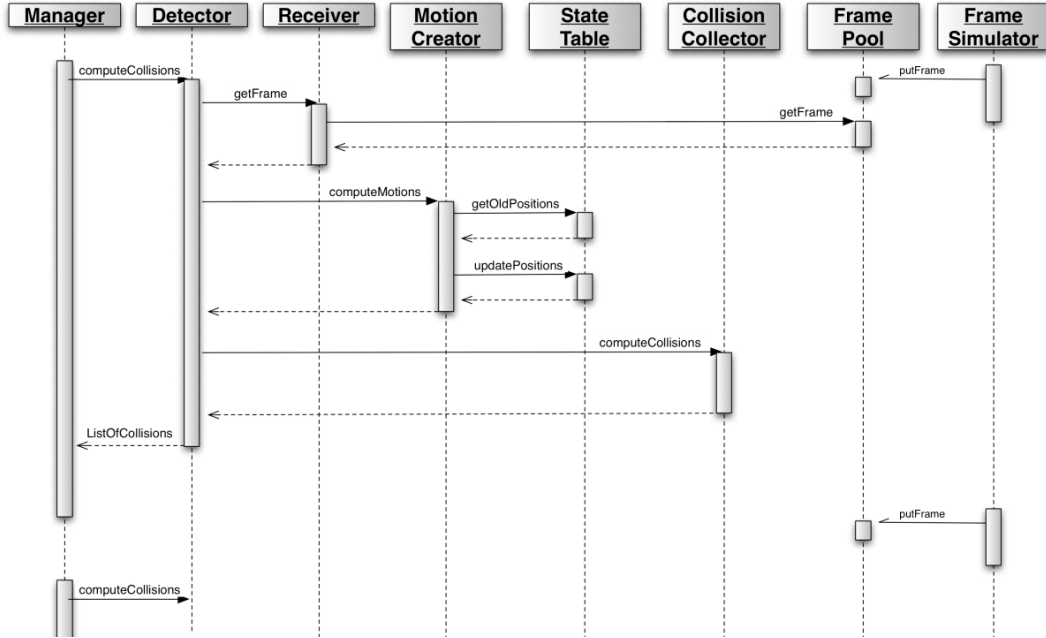 Manager
Detector
Receiver
Motion
Creator
State
Table
Collision
Collector
Frame
Pool
Frame
Simulator
computeCollisions
putFrame
getFrame
getFrame
computeMotions
getOldPositions
updatePositions
computeCollisions
ListOfCollisions
putFrame
computeCollisions